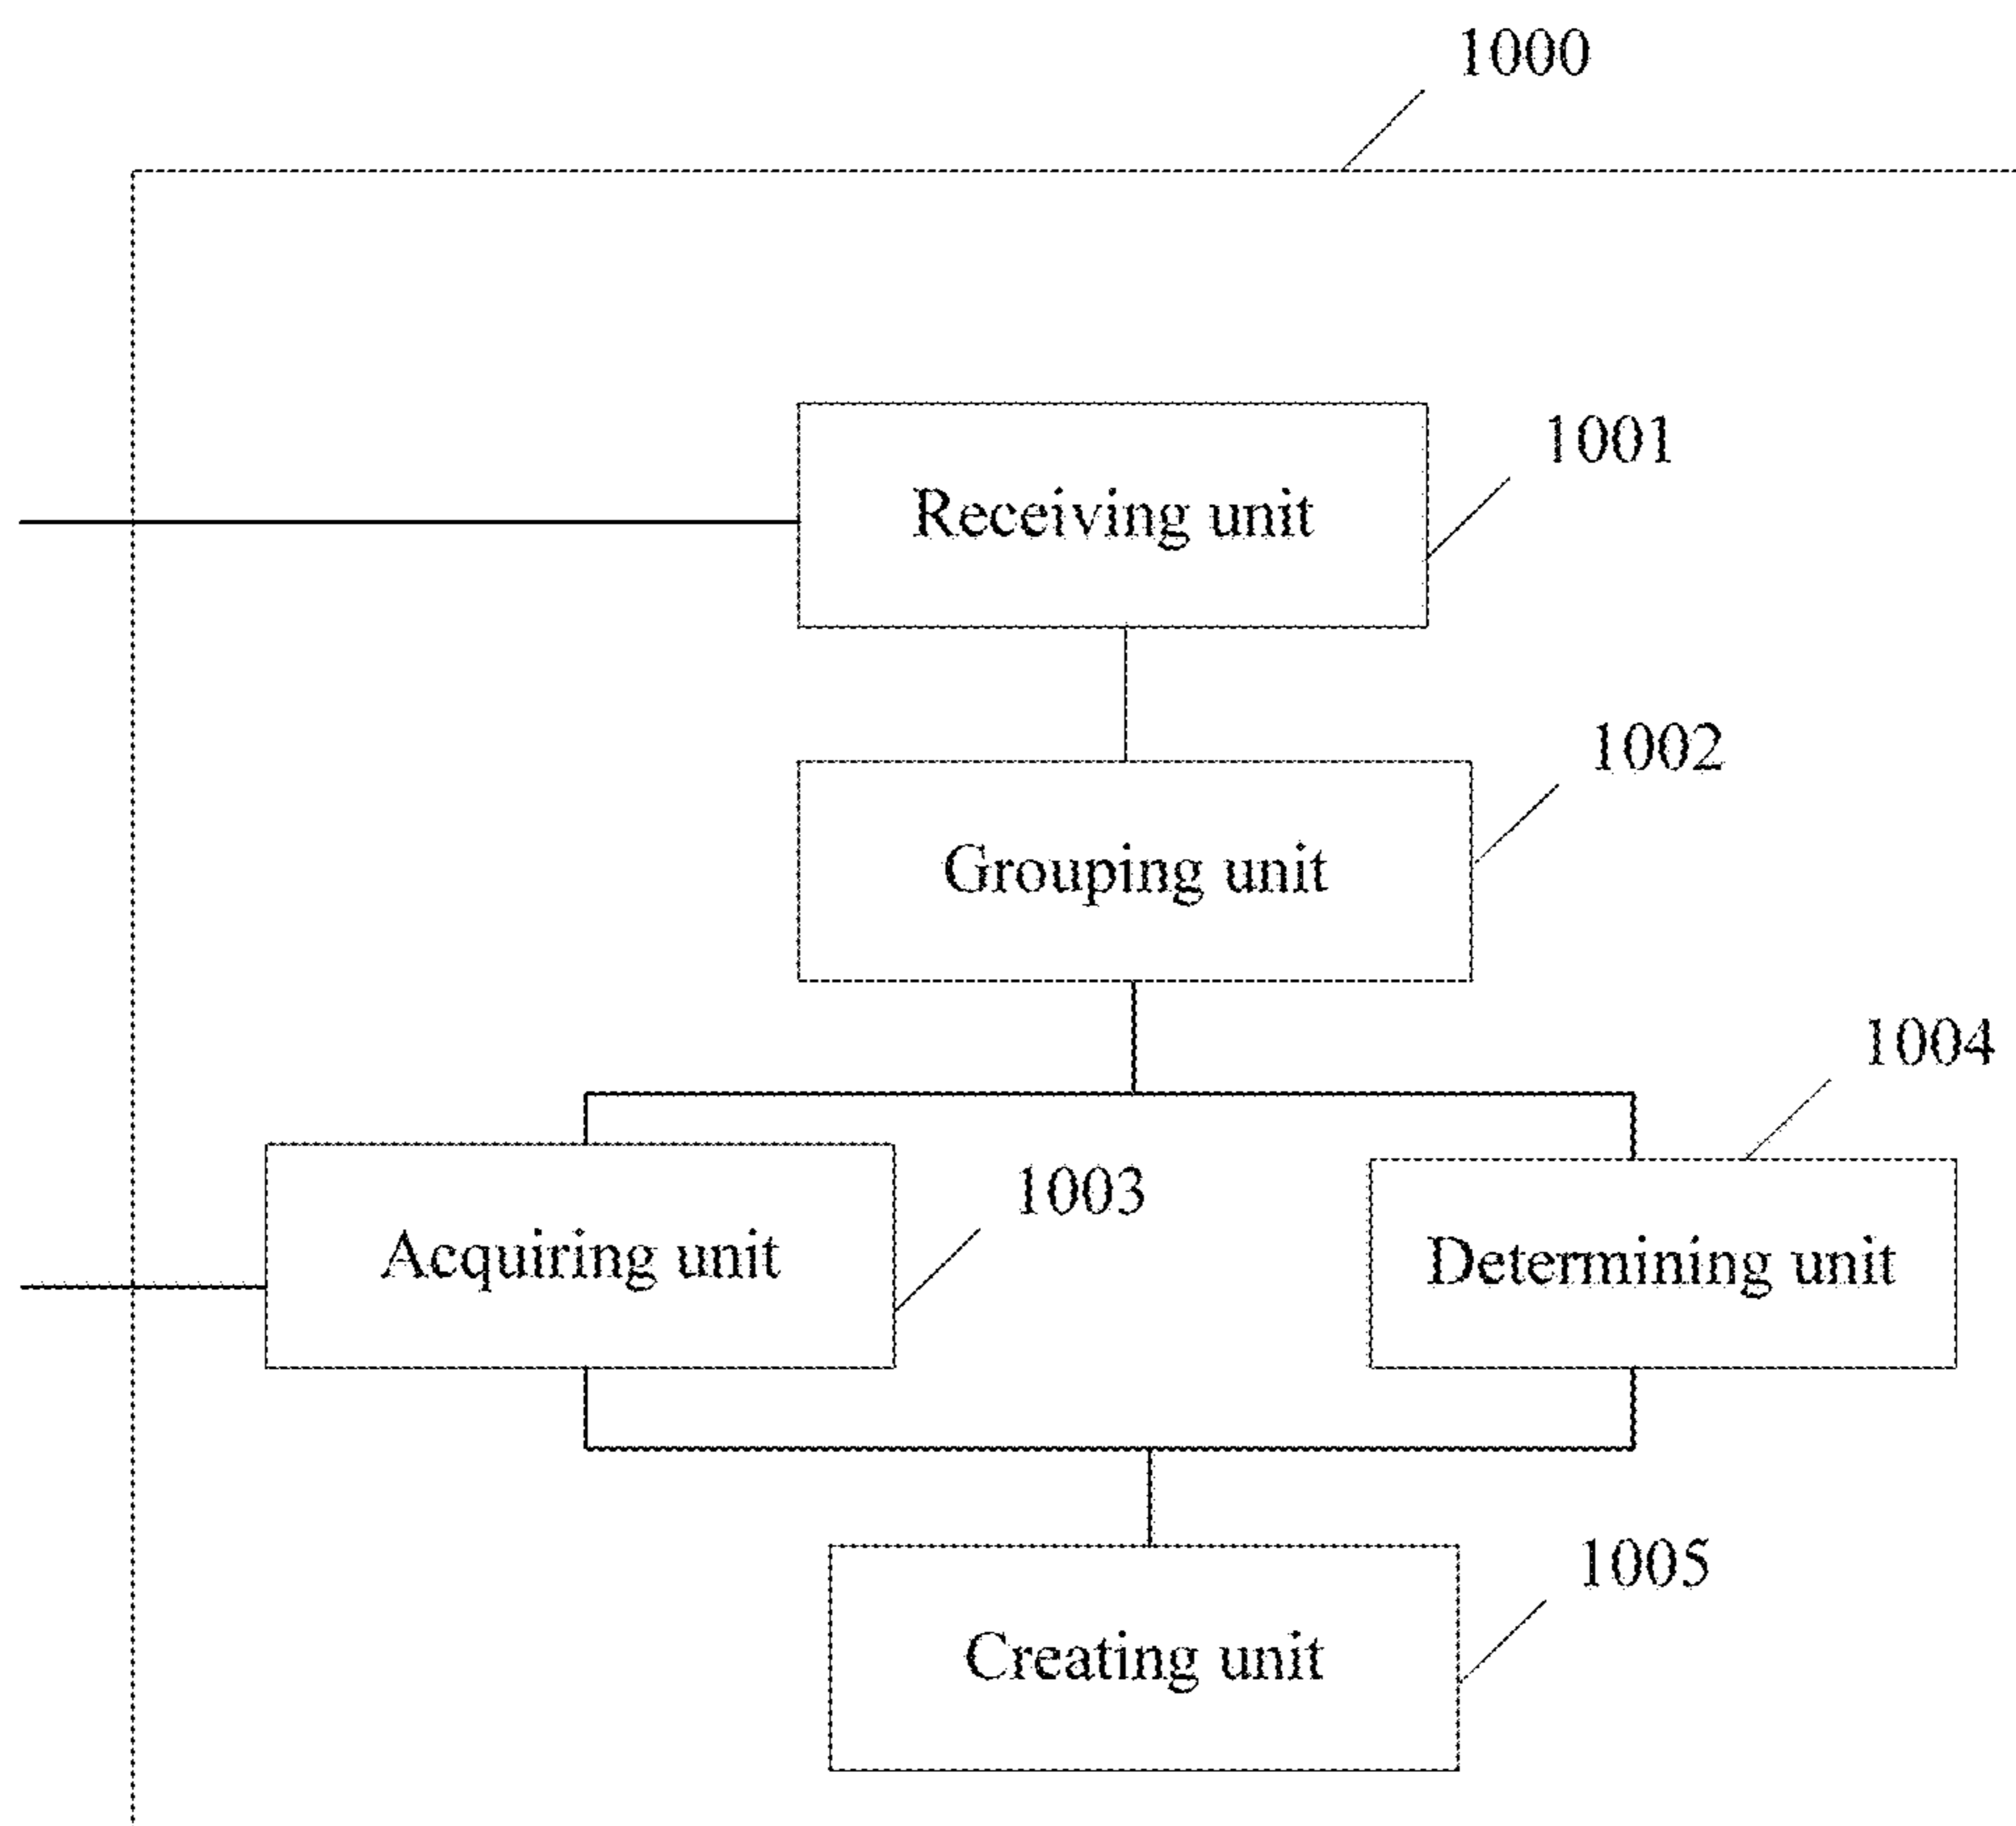 1000
Receiving unit
1001
Grouping unit
1002
Acquiring unit
1003
Determining unit
1004
Creating unit
1005